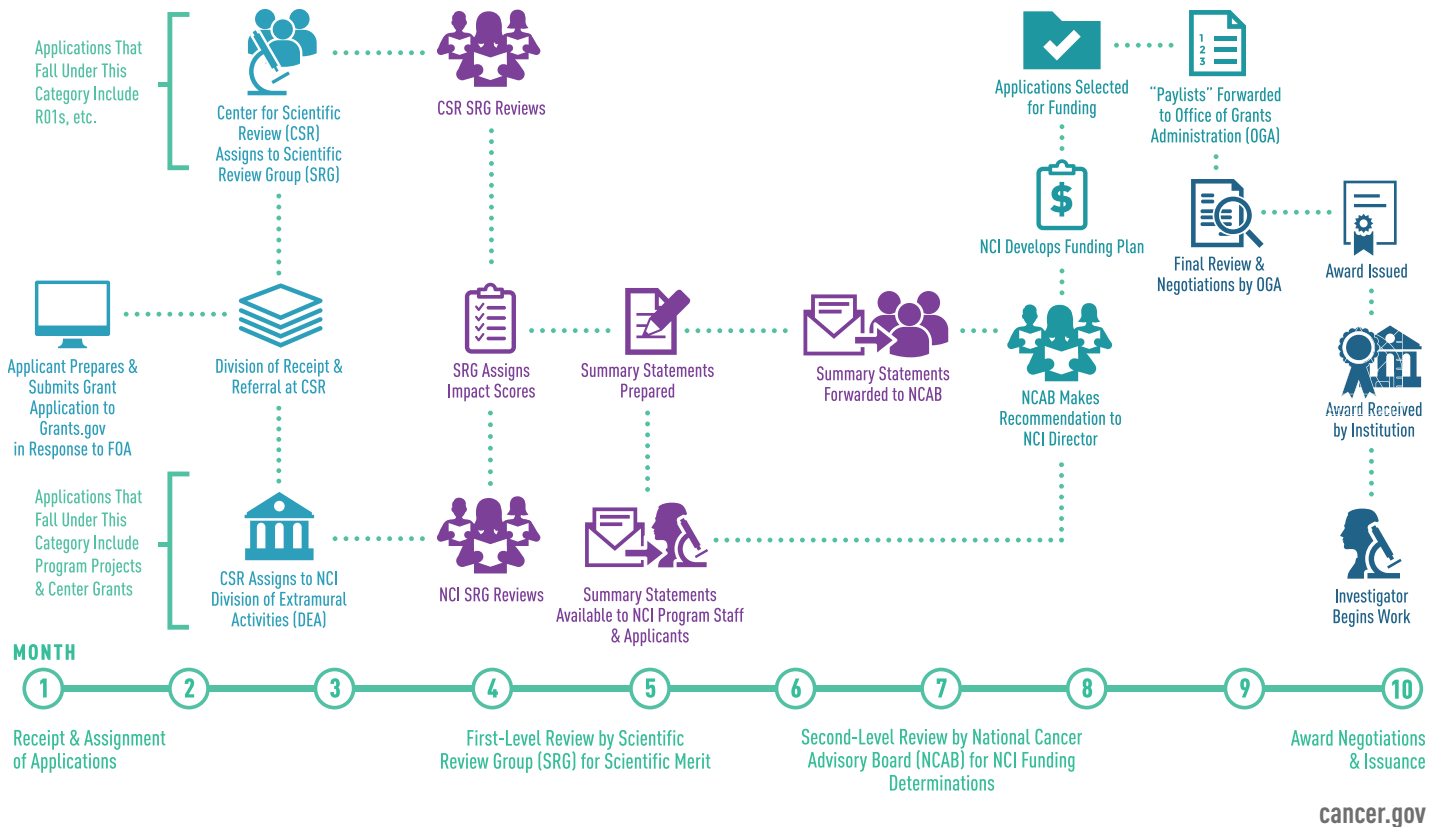 Applications That
Fall Under This
Category Include
R01s, etc.
Center for Scientific
Review (CSR)
Assigns to Scientific
Review Group (SRG)
CSR SRG Reviews
Applications Selected
for Funding
1
2
3
"Paylists" Forwarded
to Office of Grants
Administration (OGA)
$
NCI Develops Funding Plan
Final Review &
Negotiations by OGA
Award Issued
Applicant Prepares &
Submits Grant
Application to
Grants.gov
in Response to FOA
Division of Receipt &
Referral at CSR
SRG Assigns
Impact Scores
Summary Statements
Prepared
Summary Statements
Forwarded to NCAB
NCAB Makes
Recommendation to
NCI Director
Award Received
by Institution
Applications That
Fall Under This
Category Include
Program Projects
& Center Grants
CSR Assigns to NCI
Division of Extramural
Activities (DEA)
NCI SRG Reviews
Summary Statements
Available to NCI Program Staff
& Applicants
Investigator
Begins Work
MONTH
1 2 3 4 5 6 7 8 9 10
Receipt & Assignment
of Applications
First-Level Review by Scientific
Review Group (SRG) for Scientific Merit
Second-Level Review by National Cancer
Advisory Board (NCAB) for NCI Funding
Determinations
Award Negotiations
& Issuance
cancer.gov